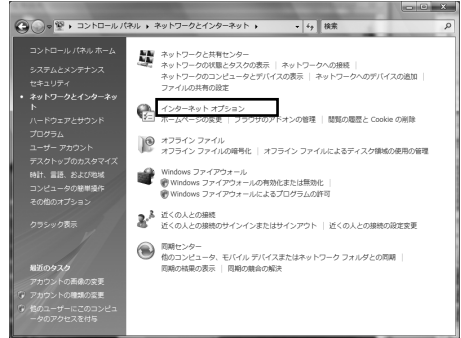 コントロール パネル ▸ ネットワークとインターネット ▸
検索
コントロール パネル ホーム
システムとメンテナンス
セキュリティ
• ネットワークとインターネット
ハードウェアとサウンド
プログラム
ユーザー アカウント
デスクトップのカスタマイズ
時計、言語、および地域
コンピュータの簡単操作
その他のオプション
クラシック表示
最近のタスク
アカウントの画像の変更
アカウントの種類の変更
他のユーザーにこのコンピュータのアクセスを付与
ネットワークと共有センター
ネットワークの状態とタスクの表示 | ネットワークへの接続 |
ネットワークのコンピュータとデバイスの表示 | ネットワークへのデバイスの追加 |
ファイルの共有の設定
インターネット オプション
ホームページの変更 | ブラウザのアドオンの管理 | 閲覧の履歴と Cookie の削除
オフライン ファイル
オフライン ファイルの暗号化 | オフライン ファイルによるディスク領域の使用の管理
Windows ファイアウォール
Windows ファイアウォールの有効化または無効化 |
Windows ファイアウォールによるプログラムの許可
近くの人との接続
近くの人との接続のサインインまたはサインアウト | 近くの人との接続の設定変更
同期センター
他のコンピュータ、モバイル デバイスまたはネットワーク フォルダとの同期 |
同期の結果の表示 | 同期の競合の解決